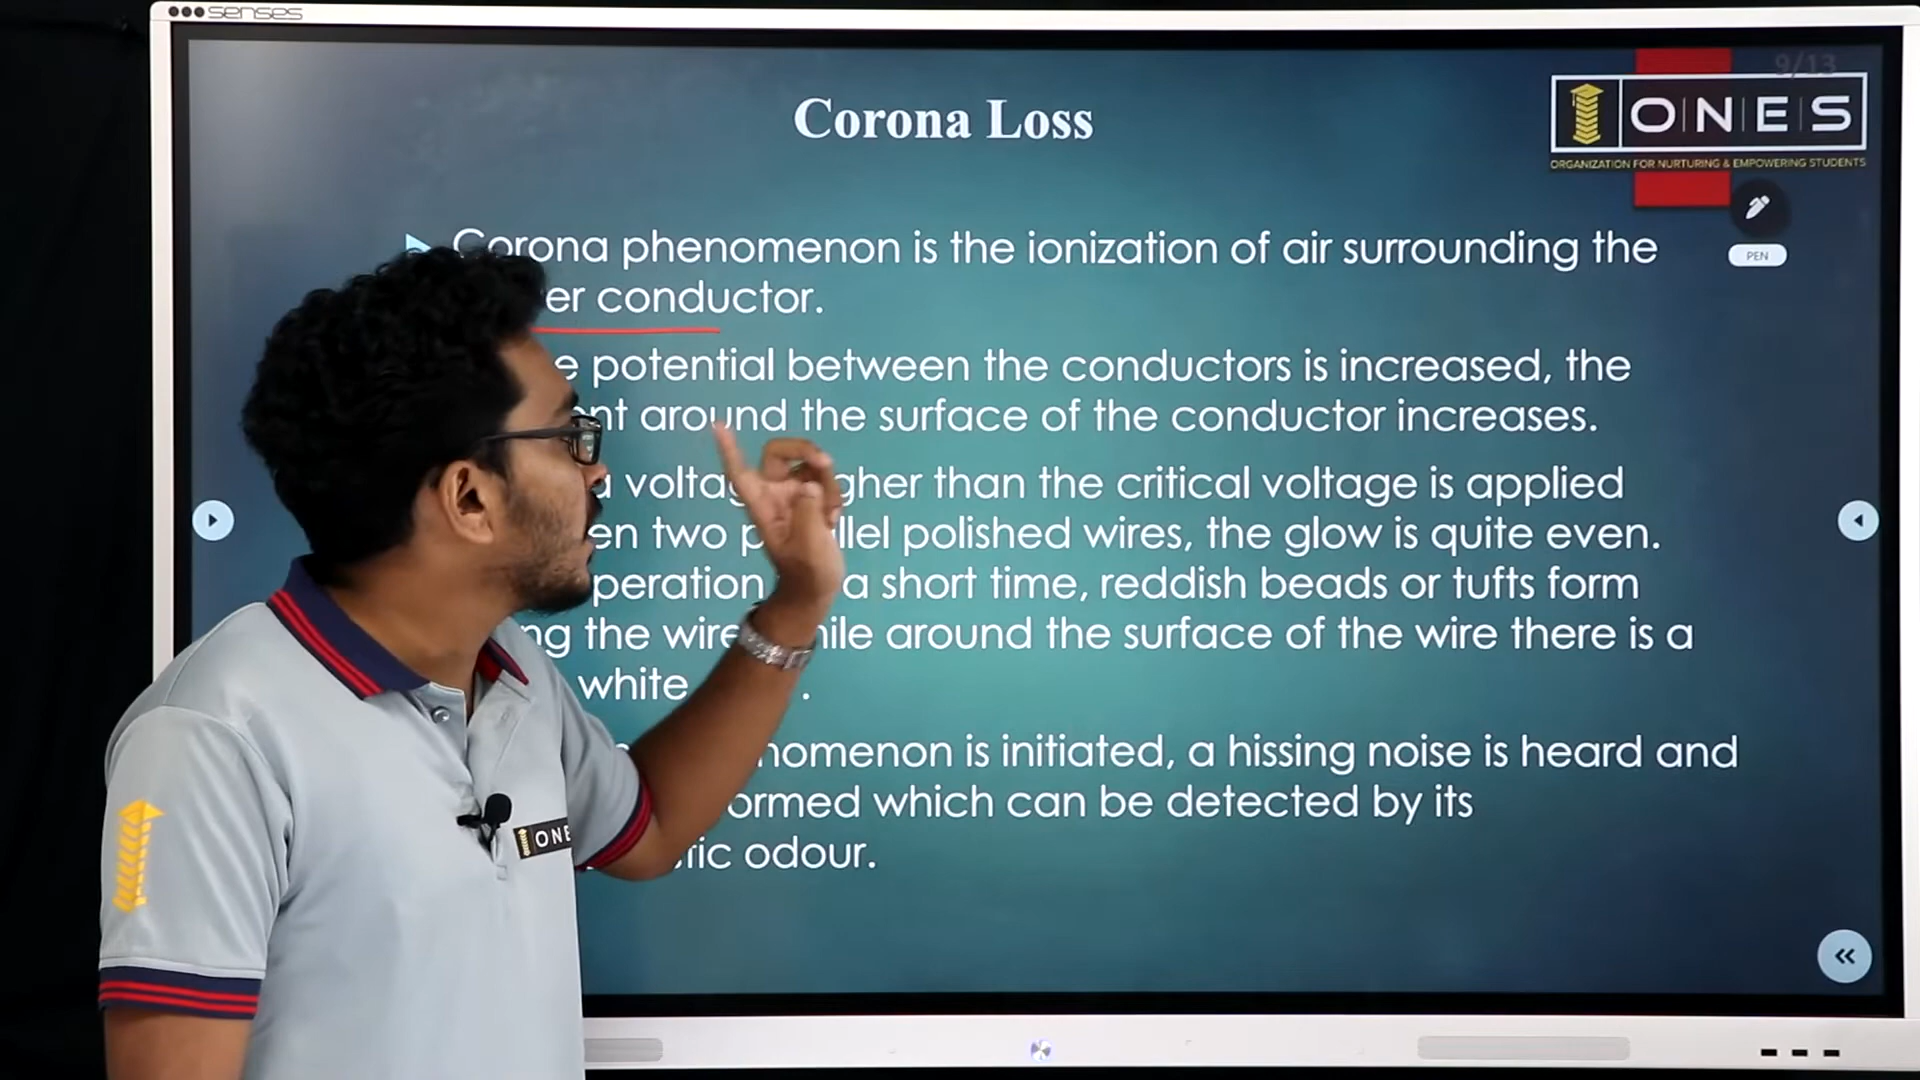 senses
9/13
Corona Loss
ONES
ORGANIZATION FOR NURTURING & EMPOWERING STUDENTS
PEN
Corona phenomenon is the ionization of air surrounding the
er conductor.
e potential between the conductors is increased, the
nt around the surface of the conductor increases.
a voltag gher than the critical voltage is applied
en two p llel polished wires, the glow is quite even.
peration a short time, reddish beads or tufts form
ng the wire hile around the surface of the wire there is a
white .
nomenon is initiated, a hissing noise is heard and
ormed which can be detected by its
tic odour.
ONE